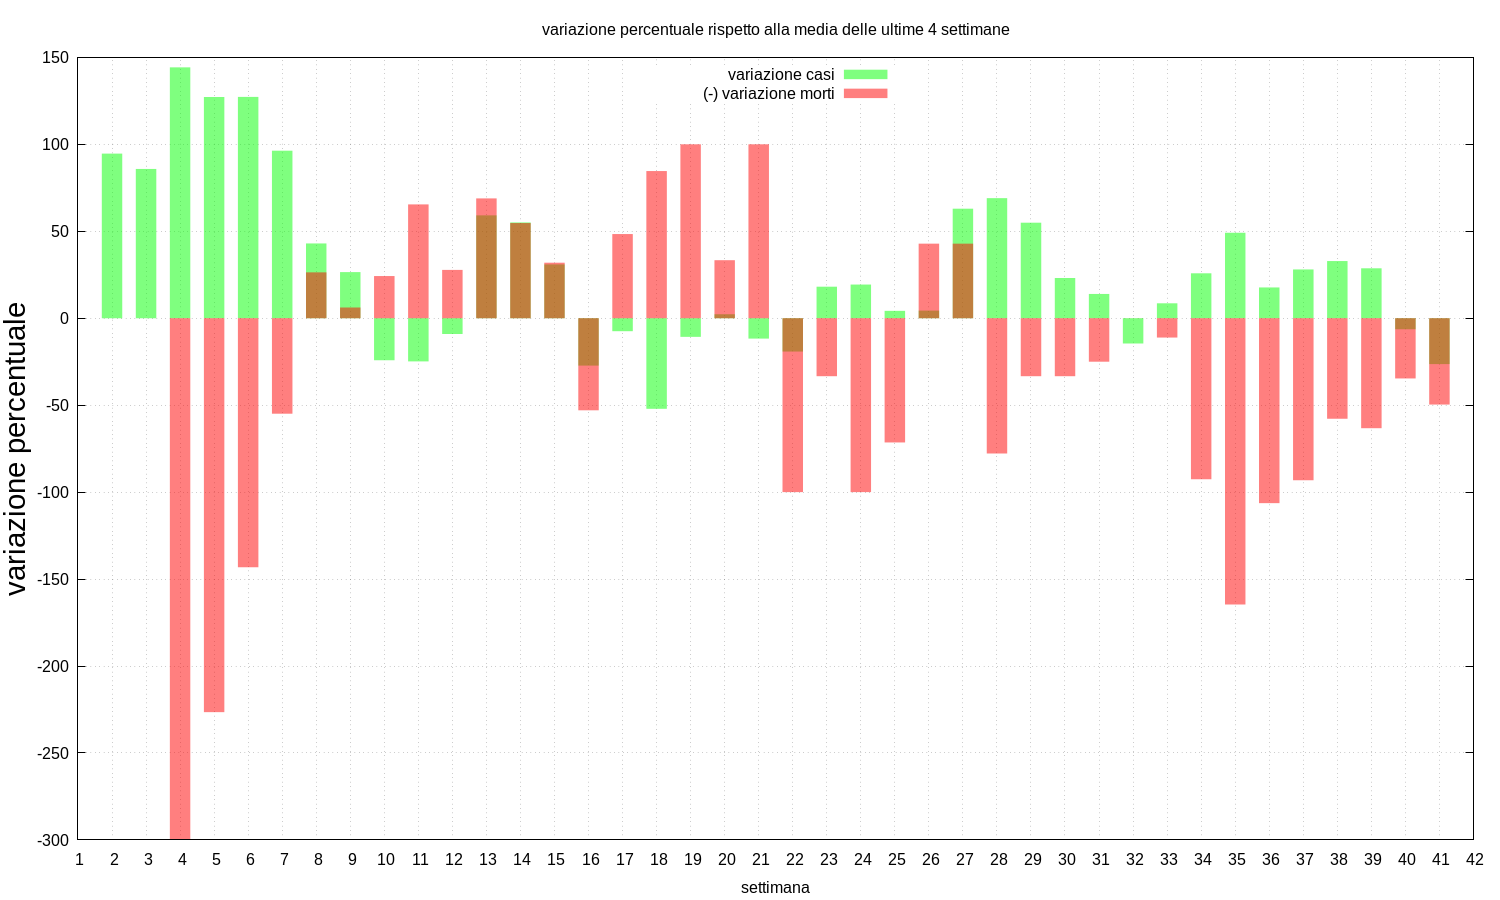 variazione percentuale rispetto alla media delle ultime 4 settimane
variazione casi
(-) variazione morti
150
100
50
0
-50
-100
-150
-200
-250
-300
variazione percentuale
1 2 3 4 5 6 7 8 9 10 11 12 13 14 15 16 17 18 19 20 21 22 23 24 25 26 27 28 29 30 31 32 33 34 35 36 37 38 39 40 41 42
settimana